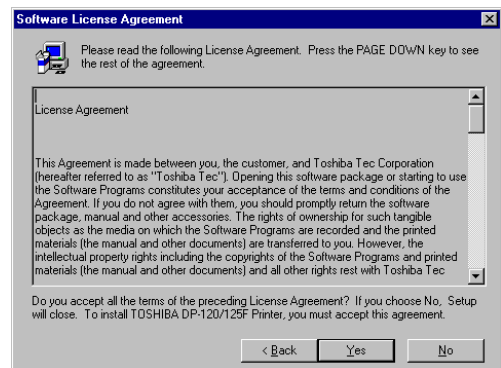 Software License Agreement
Please read the following License Agreement. Press the PAGE DOWN key to see
the rest of the agreement.
License Agreement
This Agreement is made between you, the customer, and Toshiba Tec Corporation
(hereafter referred to as "Toshiba Tec"). Opening this software package or starting to use
the Software Programs constitutes your acceptance of the terms and conditions of the
Agreement. If you do not agree with them, you should promptly return the software
package, manual and other accessories. The rights of ownership for such tangible
objects as the media on which the Software Programs are recorded and the printed
materials (the manual and other documents) are transferred to you. However, the
intellectual property rights including the copyrights of the Software Programs and printed
materials (the manual and other documents) and all other rights rest with Toshiba Tec
Do you accept all the terms of the preceding License Agreement? If you choose No, Setup
will close. To install TOSHIBA DP-120/125F Printer, you must accept this agreement.
< Back Yes No